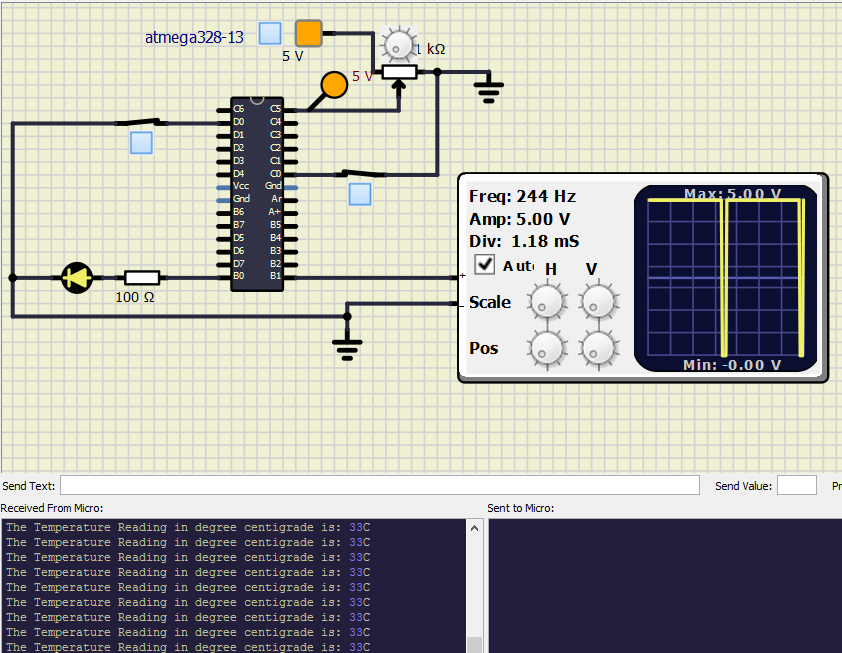 atmega328-13
5 V
5 V
1 kΩ
C6 C5
D0 C4
D1 C3
D2 C2
D3 C1
D4 C0
Vcc Gnd
Gnd Ar
B6 A+
B7 B5
D5 B4
D6 B3
D7 B2
B0 B1
100 Ω
Freq: 244 Hz
Amp: 5.00 V
Div: 1.18 mS
Auto H V
+
-
Scale
Pos
Max: 5.00 V
Min: -0.00 V
Send Text: Send Value: Pr
Received From Micro: Sent to Micro:
The Temperature Reading in degree centigrade is: 33C
The Temperature Reading in degree centigrade is: 33C
The Temperature Reading in degree centigrade is: 33C
The Temperature Reading in degree centigrade is: 33C
The Temperature Reading in degree centigrade is: 33C
The Temperature Reading in degree centigrade is: 33C
The Temperature Reading in degree centigrade is: 33C
The Temperature Reading in degree centigrade is: 33C
The Temperature Reading in degree centigrade is: 33C